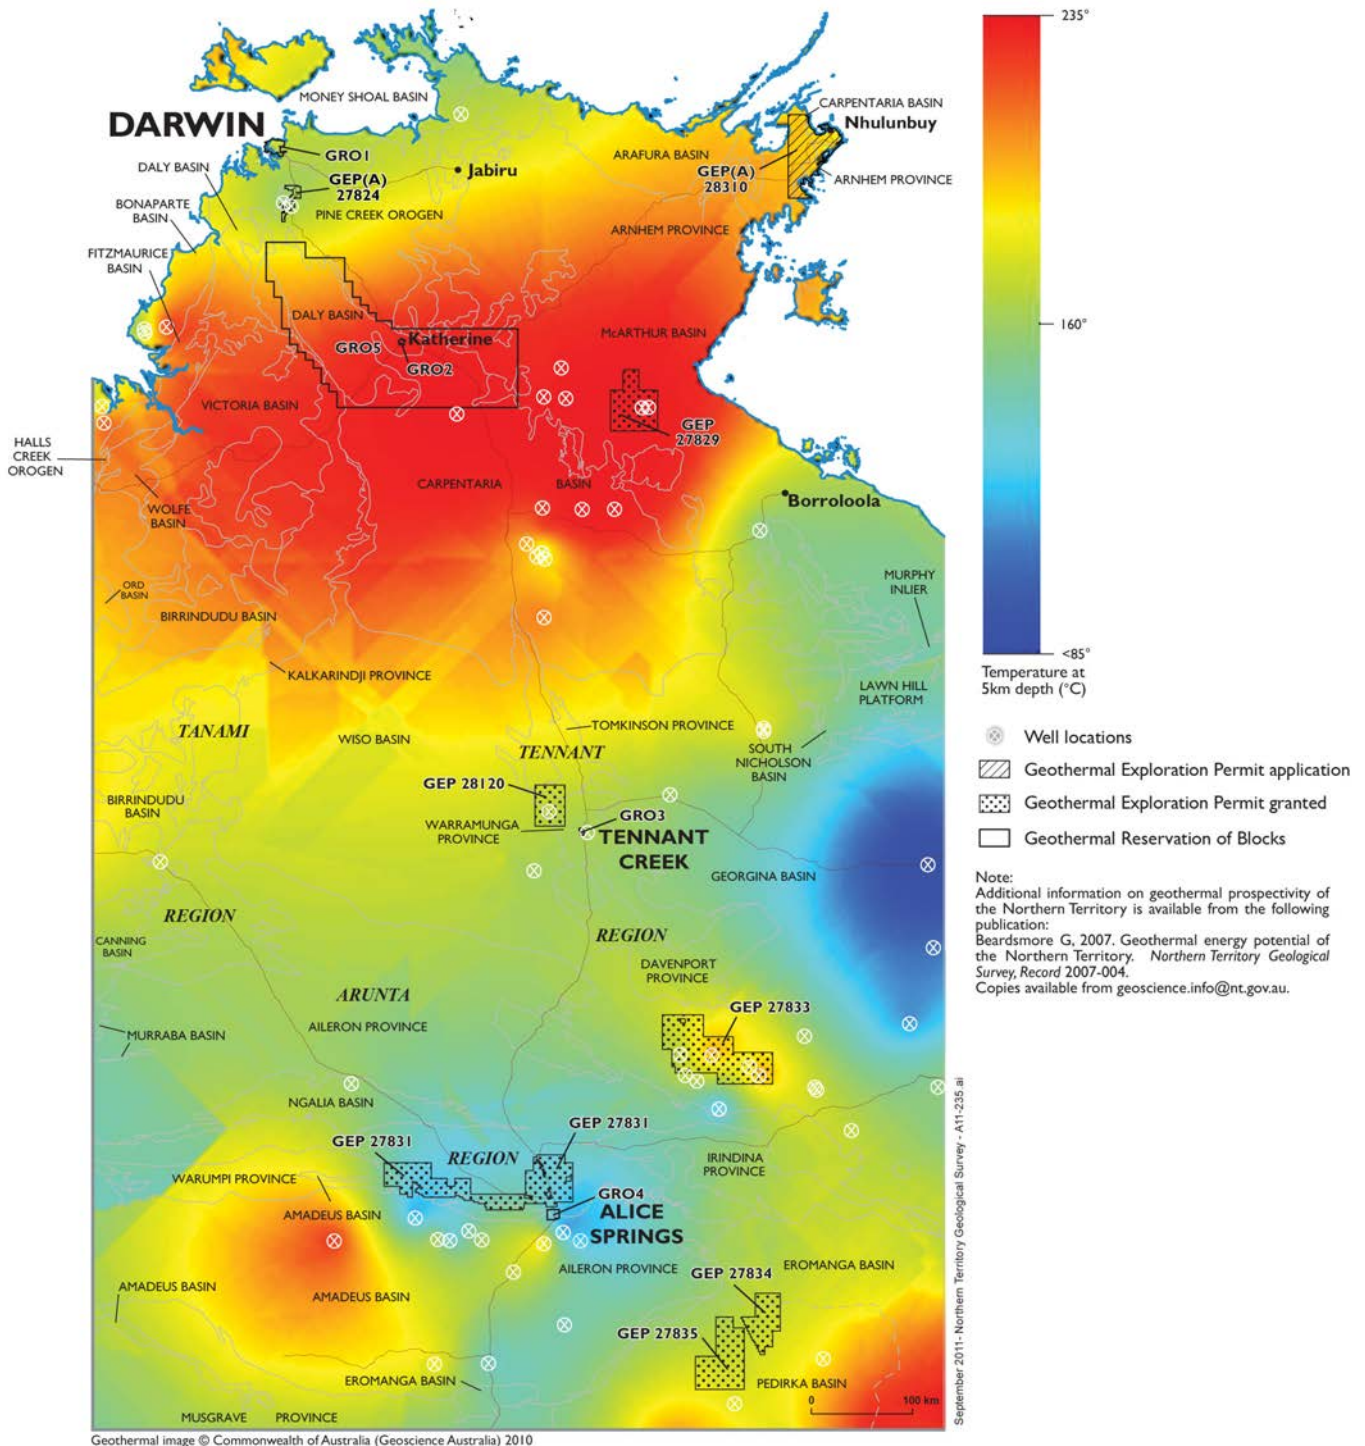 235°
MONEY SHOAL BASIN
CARPENTARIA BASIN
DARWIN
Nhulunbuy
GRO1
DALY BASIN
ARAFURA BASIN
Jabiru
GEP(A)
28310
GEP(A)
27824
ARNHEM
PROVINCE
BONAPARTE
BASIN
PINE CREEK OROGEN
ARNHEM PROVINCE
FITZMAURICE
BASIN
DALY BASIN
160°
McARTHUR BASIN
Katherine
GRO5
GRO2
VICTORIA BASIN
GEP
27829
HALLS
CREEK
OROGEN
CARPENTARIA
BASIN
Borroloola
WOLFE
BASIN
MURPHY
INLIER
ORD
BASIN
BIRRINDUDU BASIN
<85°
Temperature at
5km depth (°C)
KALKARINDJI PROVINCE
LAWN HILL
PLATFORM
TANAMI
WISO BASIN
TOMKINSON PROVINCE
TENNANT
SOUTH
NICHOLSON
BASIN
Well locations
Geothermal Exploration Permit application
Geothermal Exploration Permit granted
Geothermal Reservation of Blocks
GEP 28120
BIRRINDUDU
BASIN
WARRAMUNGA
PROVINCE
GRO3
TENNANT
CREEK
GEORGINA BASIN
Note:
Additional information on geothermal prospectivity of
the Northern Territory is available from the following
publication:
Beardsmore G, 2007. Geothermal energy potential of
the Northern Territory. Northern Territory Geological
Survey, Record 2007-004.
Copies available from geoscience.info@nt.gov.au.
REGION
REGION
CANNING
BASIN
DAVENPORT
PROVINCE
ARUNTA
GEP 27833
AILERON PROVINCE
MURRABA BASIN
NGALIA BASIN
GEP 27831
GEP 27831
REGION
IRINDINA
PROVINCE
WARUMPI PROVINCE
GRO4
ALICE
SPRINGS
AMADEUS BASIN
AILERON PROVINCE
EROMANGA BASIN
GEP 27834
AMADEUS BASIN
AMADEUS BASIN
GEP 27835
EROMANGA BASIN
PEDIRKA BASIN
0 100 km
MUSGRAVE PROVINCE
September 2011- Northern Territory Geological Survey - A11-235.ai
Geothermal image © Commonwealth of Australia (Geoscience Australia) 2010